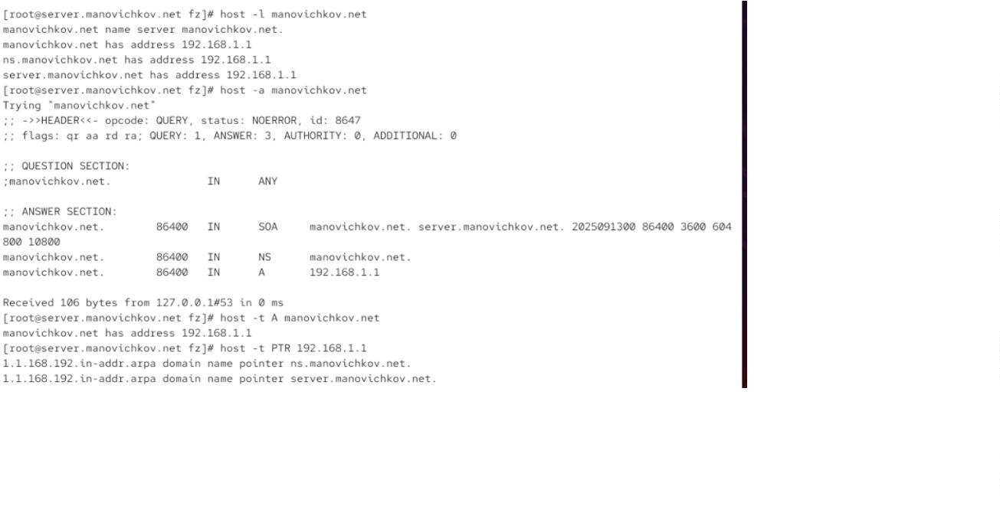 [root@server.manovichkov.net fz]# host -l manovichkov.net
manovichkov.net name server manovichkov.net.
manovichkov.net has address 192.168.1.1
ns.manovichkov.net has address 192.168.1.1
server.manovichkov.net has address 192.168.1.1
[root@server.manovichkov.net fz]# host -a manovichkov.net
Trying "manovichkov.net"
;; ->>HEADER<<- opcode: QUERY, status: NOERROR, id: 8647
;; flags: qr aa rd ra; QUERY: 1, ANSWER: 3, AUTHORITY: 0, ADDITIONAL: 0
;; QUESTION SECTION:
;manovichkov.net. IN ANY
;; ANSWER SECTION:
manovichkov.net. 86400 IN SOA manovichkov.net. server.manovichkov.net. 2025091300 86400 3600 604
800 10800
manovichkov.net. 86400 IN NS manovichkov.net.
manovichkov.net. 86400 IN A 192.168.1.1
Received 106 bytes from 127.0.0.1#53 in 0 ms
[root@server.manovichkov.net fz]# host -t A manovichkov.net
manovichkov.net has address 192.168.1.1
[root@server.manovichkov.net fz]# host -t PTR 192.168.1.1
1.1.168.192.in-addr.arpa domain name pointer ns.manovichkov.net.
1.1.168.192.in-addr.arpa domain name pointer server.manovichkov.net.